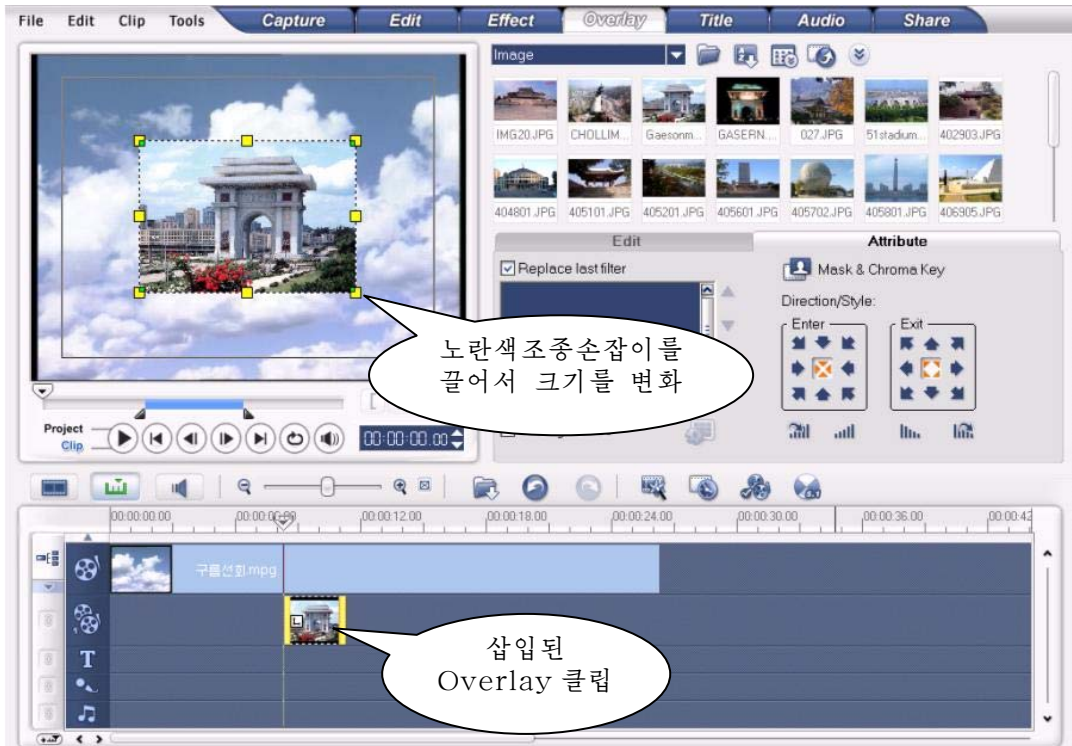 File Edit Clip Tools Capture Edit Effect Overlay Title Audio Share
Image
IMG20.JPG CHOLLIM... Gaesonm... GASERN.... 027.JPG 51stadium... 402903.JPG
404801.JPG 405101.JPG 405201.JPG 405601.JPG 405702.JPG 405801.JPG 406905.JPG
Edit Attribute
Replace last filter
Mask & Chroma Key
Direction/Style:
Enter Exit
노란색조종손잡이를
끌어서 크기를 변화
Project
Clip
00:00:00.00
00:00:00.00 00:00:12.00 00:00:18.00 00:00:24.00 00:00:30.00 00:00:36.00 00:00:42
구름선회.mpg
삽입된
Overlay 클립
T